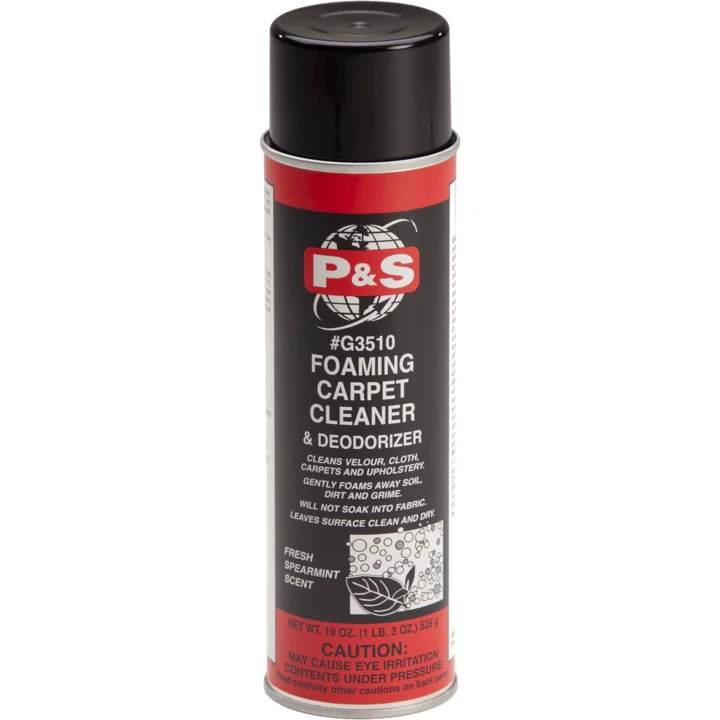 P&S
#G3510
FOAMING
CARPET
CLEANER
& DEODORIZER
CLEANS VELOUR, CLOTH,
CARPETS AND UPHOLSTERY.
GENTLY FOAMS AWAY SOIL,
DIRT AND GRIME.
WILL NOT SOAK INTO FABRIC.
LEAVES SURFACE CLEAN AND DRY.
FRESH
SPEARMINT
SCENT
NET WT. 19 OZ. (1 LB. 3 OZ.) 539 g
CAUTION:
MAY CAUSE EYE IRRITATION
CONTENTS UNDER PRESSURE
Read carefully other cautions on back panel